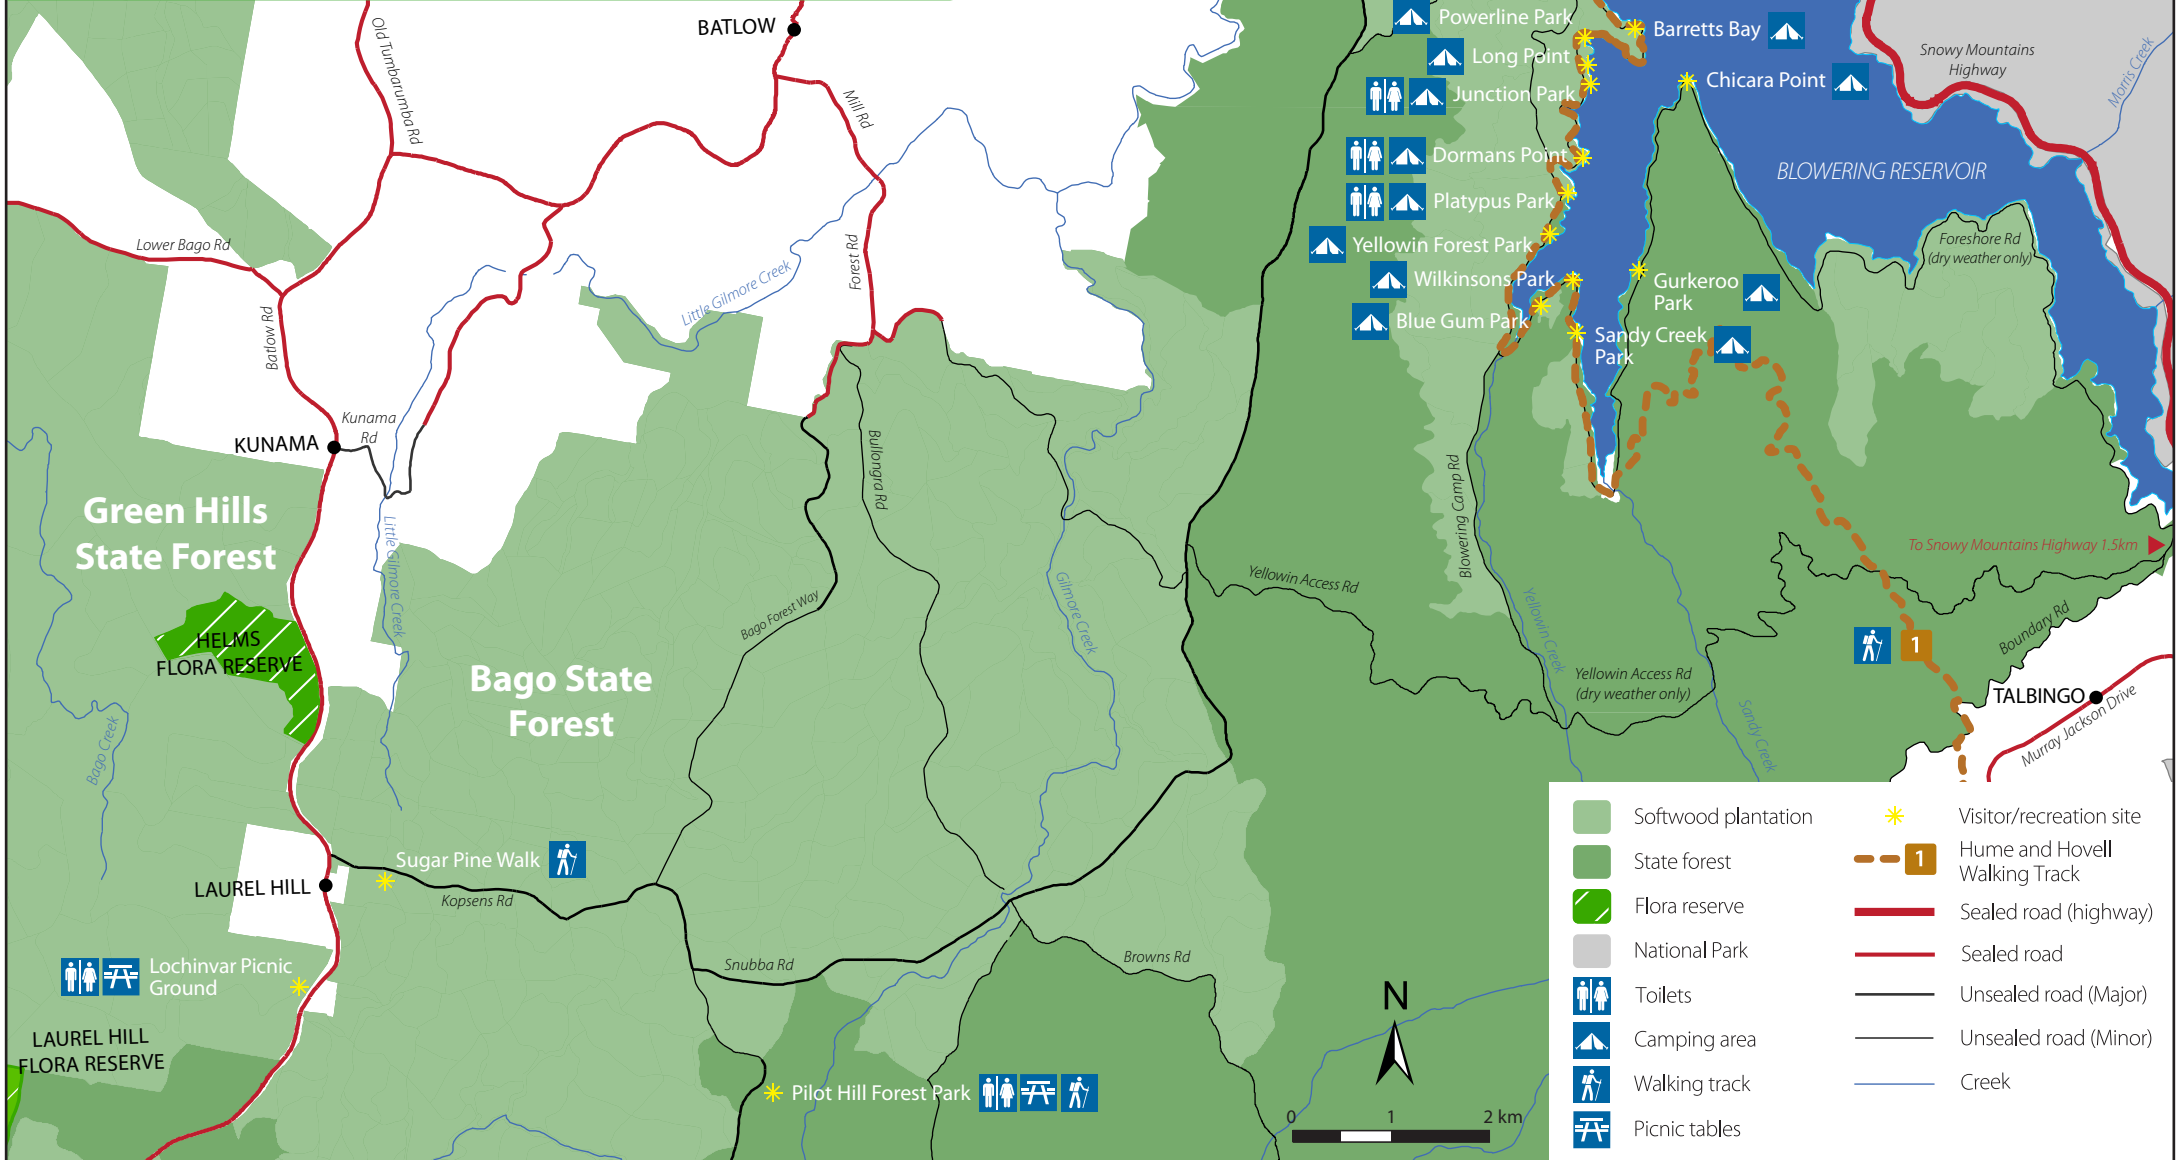 BATLOW
Old Tumbarumba Rd
Mill Rd
Powerline Park
Barretts Bay
Long Point
Chicara Point
Junction Park
Snowy Mountains
Highway
Morris Creek
Dormans Point
BLOWERING RESERVOIR
Platypus Park
Lower Bago Rd
Forest Rd
Little Gilmore Creek
Yellowin Forest Park
Foreshore Rd
(dry weather only)
Wilkinsons Park
Gurkeroo
Park
Batlow Rd
Blue Gum Park
Sandy Creek
Park
Kunama
Rd
KUNAMA
Bullongra Rd
Blowering Camp Rd
Green Hills
State Forest
Little Gilmore Creek
To Snowy Mountains Highway 1.5km
Yellowin Access Rd
Gilmore Creek
Bago Forest Way
Yellowin Creek
Boundary Rd
HELMS
FLORA RESERVE
1
Bago State
Forest
Yellowin Access Rd
(dry weather only)
TALBINGO
Murray Jackson Drive
Sandy Creek
Bago Creek
Sugar Pine Walk
LAUREL HILL
Kopsens Rd
Lochinvar Picnic
Ground
Snubba Rd
Browns Rd
LAUREL HILL
FLORA RESERVE
Pilot Hill Forest Park
N
0 1 2 km
Softwood plantation
State forest
Flora reserve
National Park
Toilets
Camping area
Walking track
Picnic tables
Visitor/recreation site
1
Hume and Hovell
Walking Track
Sealed road (highway)
Sealed road
Unsealed road (Major)
Unsealed road (Minor)
Creek